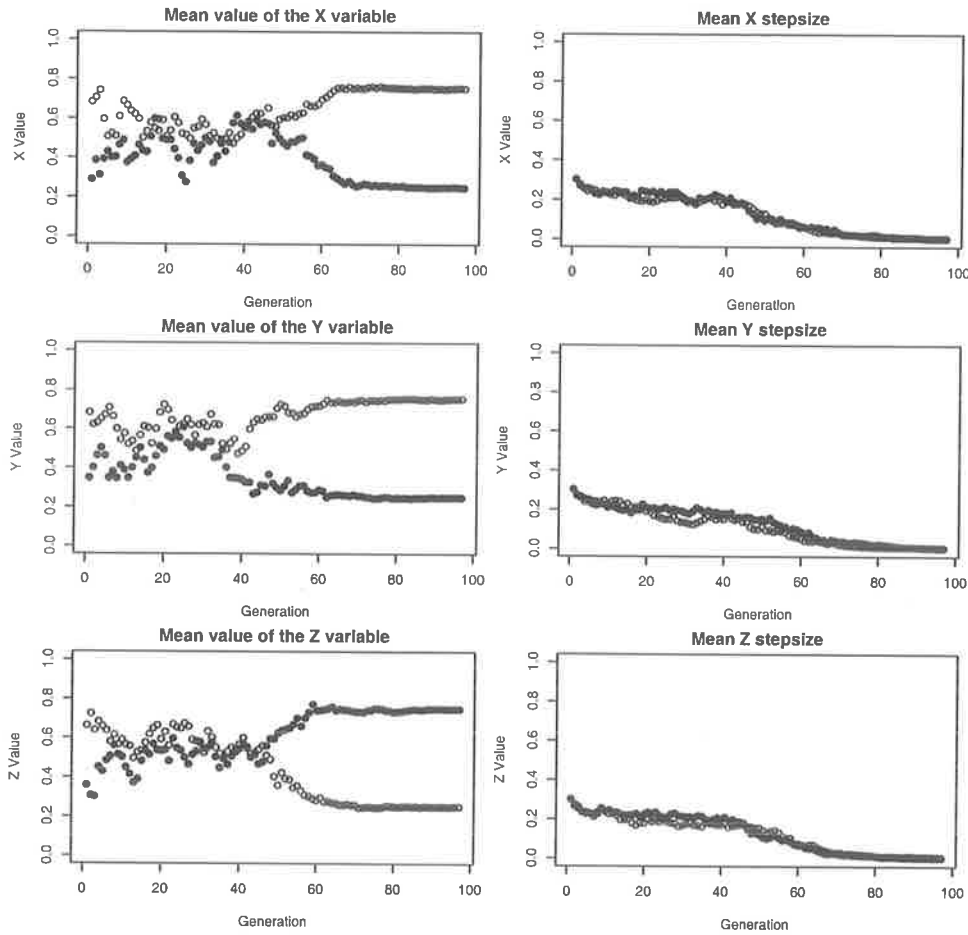 Mean value of the X variable
X Value
0.0 0.2 0.4 0.6 0.8 1.0
0 20 40 60 80 100
Generation
Mean X stepsize
X Value
0.0 0.2 0.4 0.6 0.8 1.0
0 20 40 60 80 100
Generation
Mean value of the Y variable
Y Value
0.0 0.2 0.4 0.6 0.8 1.0
0 20 40 60 80 100
Generation
Mean Y stepsize
Y Value
0.0 0.2 0.4 0.6 0.8 1.0
0 20 40 60 80 100
Generation
Mean value of the Z variable
Z Value
0.0 0.2 0.4 0.6 0.8 1.0
0 20 40 60 80 100
Generation
Mean Z stepsize
Z Value
0.0 0.2 0.4 0.6 0.8 1.0
0 20 40 60 80 100
Generation